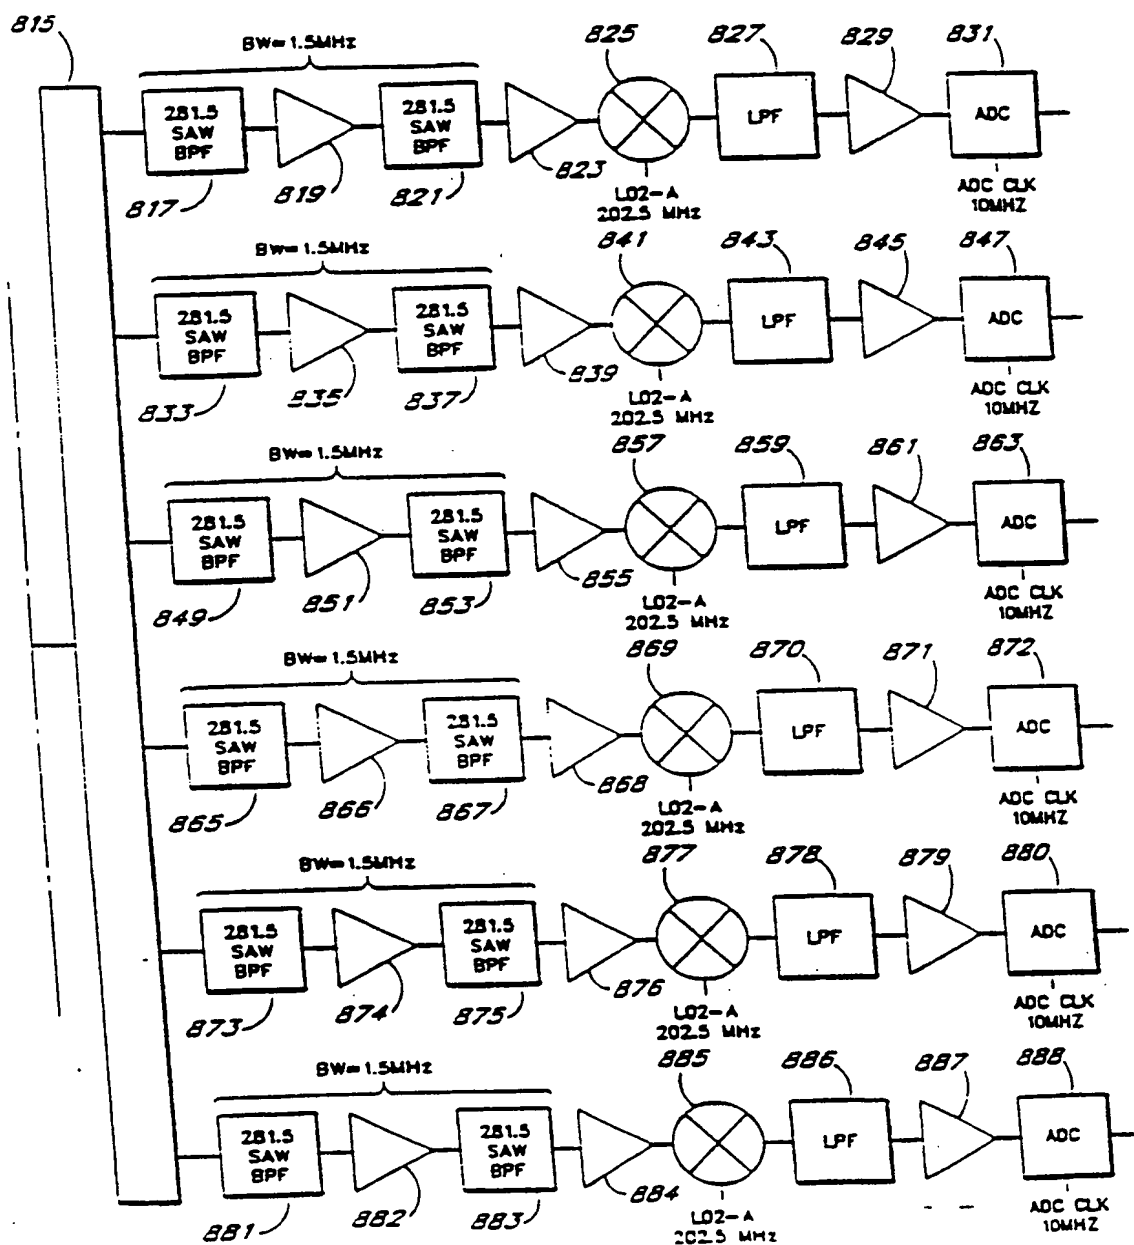 815
BW= 1.5MHz
825
827
829
831
281.5
SAW
BPF
281.5
SAW
BPF
LPF
ADC
817
819
821
823
LO2-A
202.5 MHz
ADC CLK
10MHZ
BW= 1.5MHz
841
843
845
847
281.5
SAW
BPF
281.5
SAW
BPF
LPF
ADC
833
835
837
839
LO2-A
202.5 MHz
ADC CLK
10MHZ
BW= 1.5MHz
857
859
861
863
281.5
SAW
BPF
281.5
SAW
BPF
LPF
ADC
849
851
853
855
LO2-A
202.5 MHz
ADC CLK
10MHZ
BW= 1.5MHz
869
870
871
872
281.5
SAW
BPF
281.5
SAW
BPF
LPF
ADC
865
866
867
868
LO2-A
202.5 MHz
ADC CLK
10MHZ
BW= 1.5MHz
877
878
879
880
281.5
SAW
BPF
281.5
SAW
BPF
LPF
ADC
873
874
875
876
LO2-A
202.5 MHz
ADC CLK
10MHZ
BW= 1.5MHz
885
886
887
888
281.5
SAW
BPF
281.5
SAW
BPF
LPF
ADC
881
882
883
884
LO2-A
202.5 MHz
ADC CLK
10MHZ